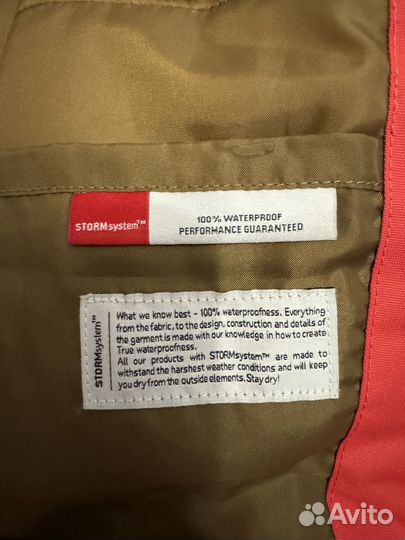 STORMsystem™
100% WATERPROOF
PERFORMANCE GUARANTEED
STORMsystem™
What we know best - 100% waterproofness. Everything
from the fabric, to the design, construction and details of
the garment is made with our knowledge in how to create
True waterproofness.
All our products with STORMsystem™ are made to
withstand the harshest weather conditions and will keep
you dry from the outside elements. Stay dry!
Avito